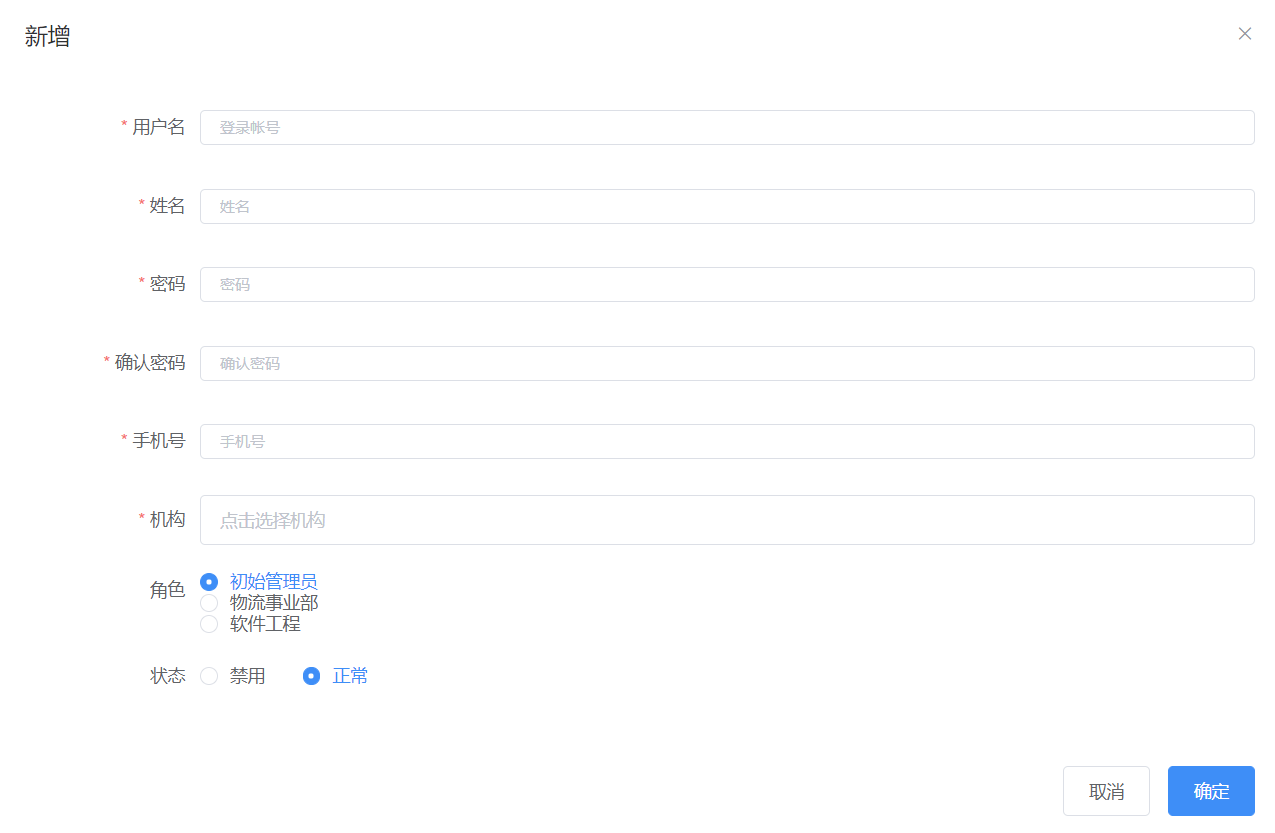 新增
* 用户名 登录帐号
* 姓名 姓名
* 密码 密码
* 确认密码 确认密码
* 手机号 手机号
* 机构 点击选择机构
角色 初始管理员
物流事业部
软件工程
状态 禁用 正常
取消 确定